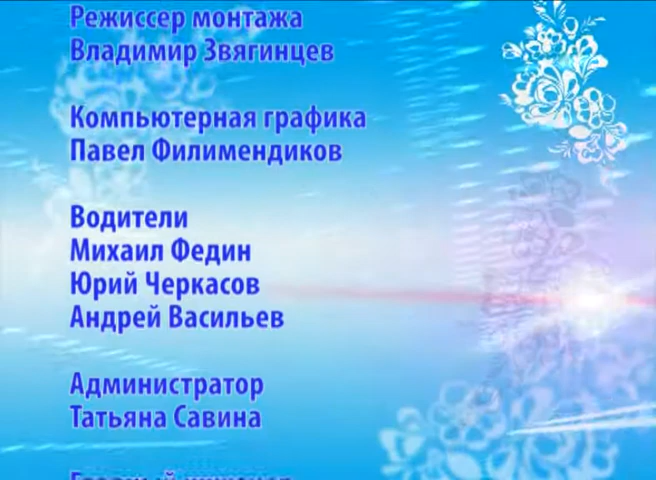 Режиссер монтажа
Владимир Звягинцев
Компьютерная графика
Павел Филимендиков
Водители
Михаил Федин
Юрий Черкасов
Андрей Васильев
Администратор
Татьяна Савина